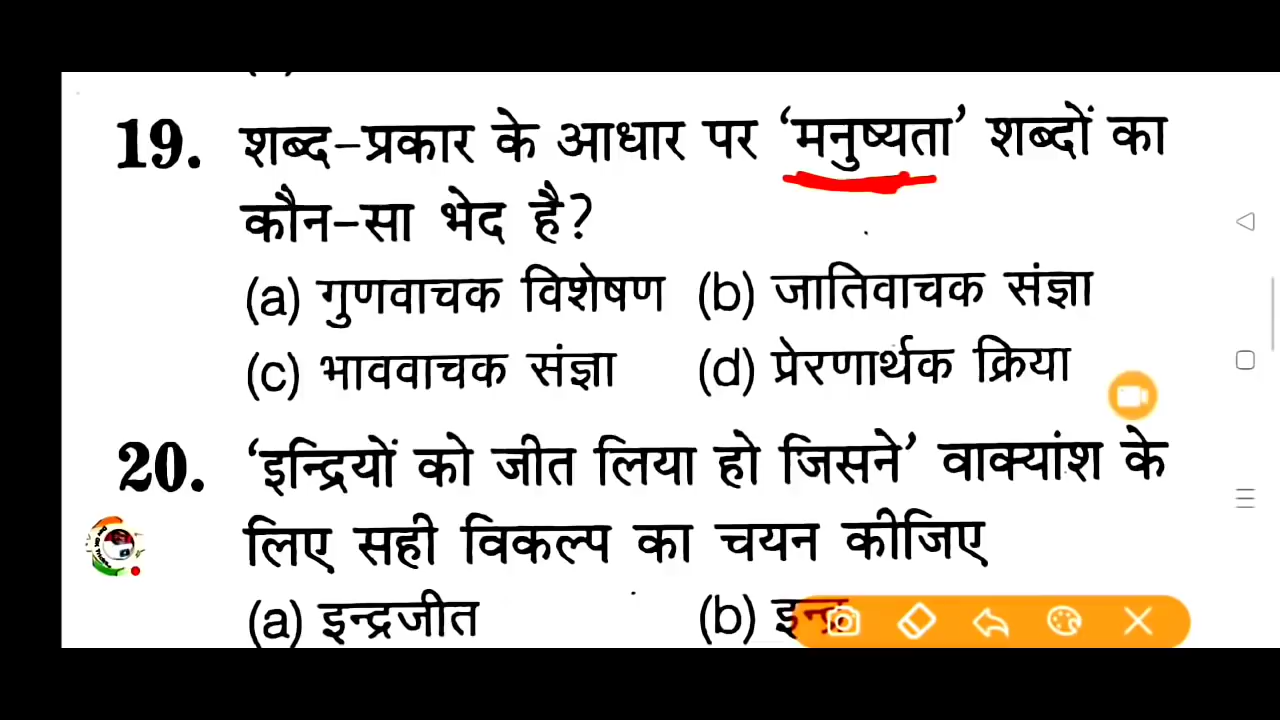 19. शब्द-प्रकार के आधार पर ‘मनुष्यता’ शब्दों का
कौन-सा भेद है?
(a) गुणवाचक विशेषण (b) जातिवाचक संज्ञा
(c) भाववाचक संज्ञा (d) प्रेरणार्थक क्रिया
20. ‘इन्द्रियों को जीत लिया हो जिसने’ वाक्यांश के
लिए सही विकल्प का चयन कीजिए
(a) इन्द्रजीत (b)